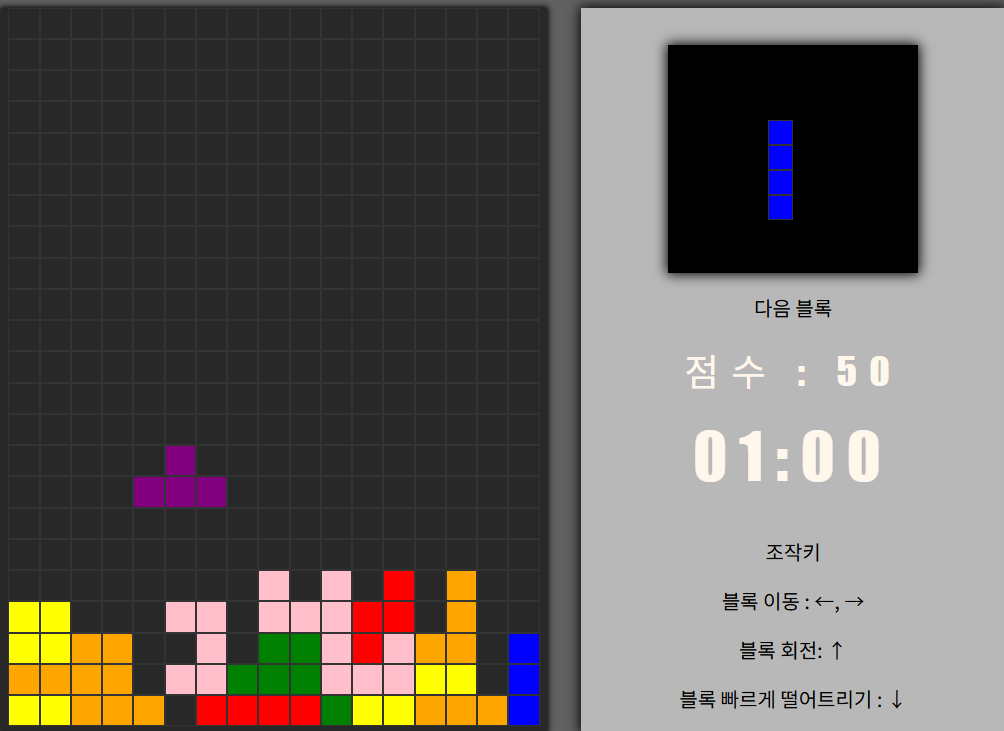 다음 블록
점수 : 50
01:00
조작키
블록 이동 : ←, →
블록 회전: ↑
블록 빠르게 떨어트리기 : ↓